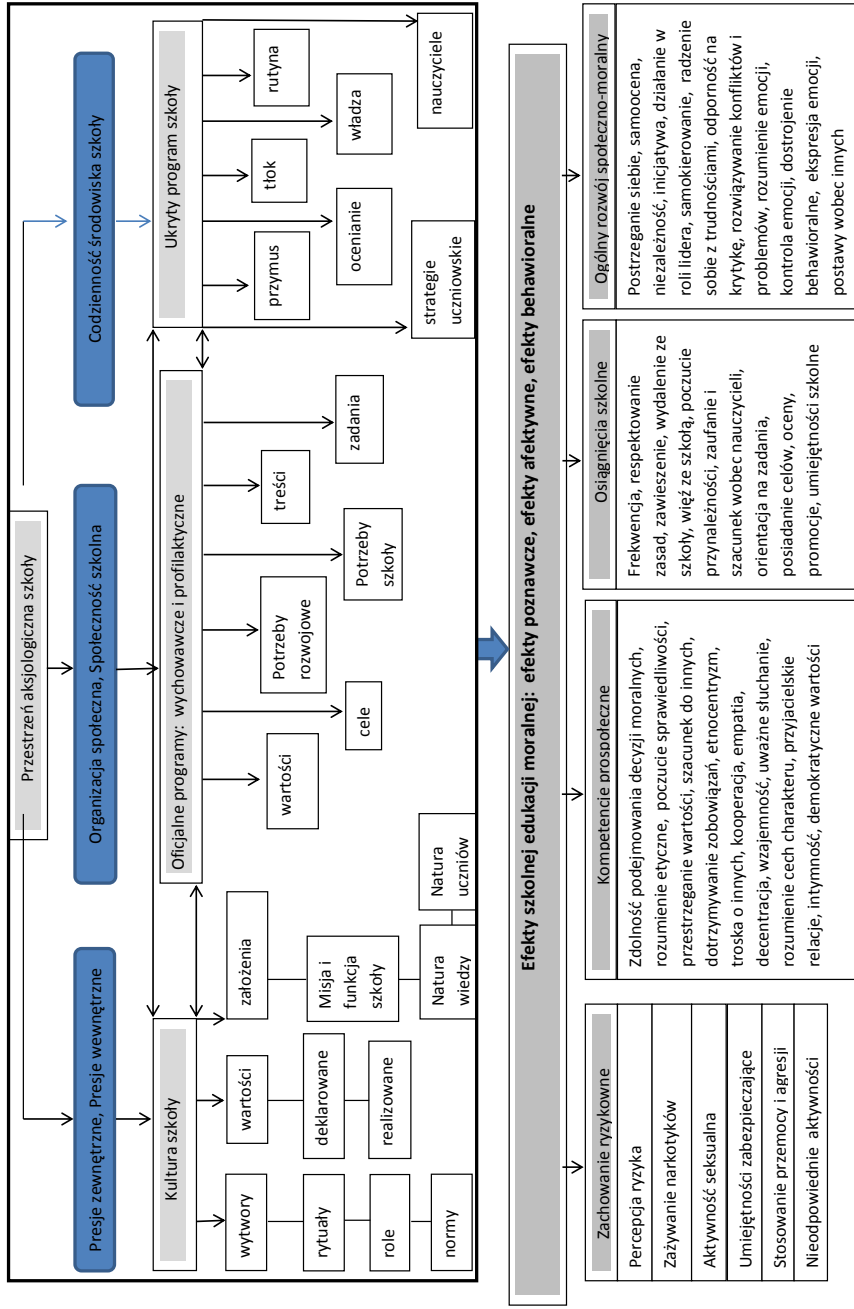 Przestrzeń aksjologiczna szkoły
Presje zewnętrzne, Presje wewnętrzne
Organizacja społeczna, Społeczność szkolna
Codzienność środowiska szkoły
Kultura szkoły
Oficjalne programy: wychowawcze i profilaktyczne
Ukryty program szkoły
wytwory
rytuały
role
normy
wartości
deklarowane
realizowane
założenia
Misja i
funkcja
szkoły
Natura
wiedzy
Natura
uczniów
wartości
cele
Potrzeby
rozwojowe
Potrzeby
szkoły
treści
zadania
przymus
ocenianie
tłok
władza
rutyna
strategie
uczniowskie
nauczyciele
Efekty szkolnej edukacji moralnej: efekty poznawcze, efekty afektywne, efekty behawioralne
Zachowanie ryzykowne
Percepcja ryzyka
Zażywanie narkotyków
Aktywność seksualna
Umiejętności zabezpieczające
Stosowanie przemocy i agresji
Nieodpowiednie aktywności
Kompetencie prospołeczne
Zdolność podejmowania decyzji moralnych,
rozumienie etyczne, poczucie sprawiedliwości,
przestrzeganie wartości, szacunek do innych,
dotrzymywanie zobowiązań, etnocentryzm,
troska o innych, kooperacja, empatia,
decentracja, wzajemność, uważne słuchanie,
rozumienie cech charakteru, przyjacielskie
relacje, intymność, demokratyczne wartości
Osiągnięcia szkolne
Frekwencja, respektowanie
zasad, zawieszenie, wydalenie ze
szkoły, więź ze szkołą, poczucie
przynależności, zaufanie i
szacunek wobec nauczycieli,
orientacja na zadania,
posiadanie celów, oceny,
promocje, umiejętności szkolne
Ogólny rozwój społeczno-moralny
Postrzeganie siebie, samoocena,
niezależność, inicjatywa, działanie w
roli lidera, samokierowanie, radzenie
sobie z trudnościami, odporność na
krytykę, rozwiązywanie konfliktów i
problemów, rozumienie emocji,
kontrola emocji, dostrojenie
behawioralne, ekspresja emocji,
postawy wobec innych